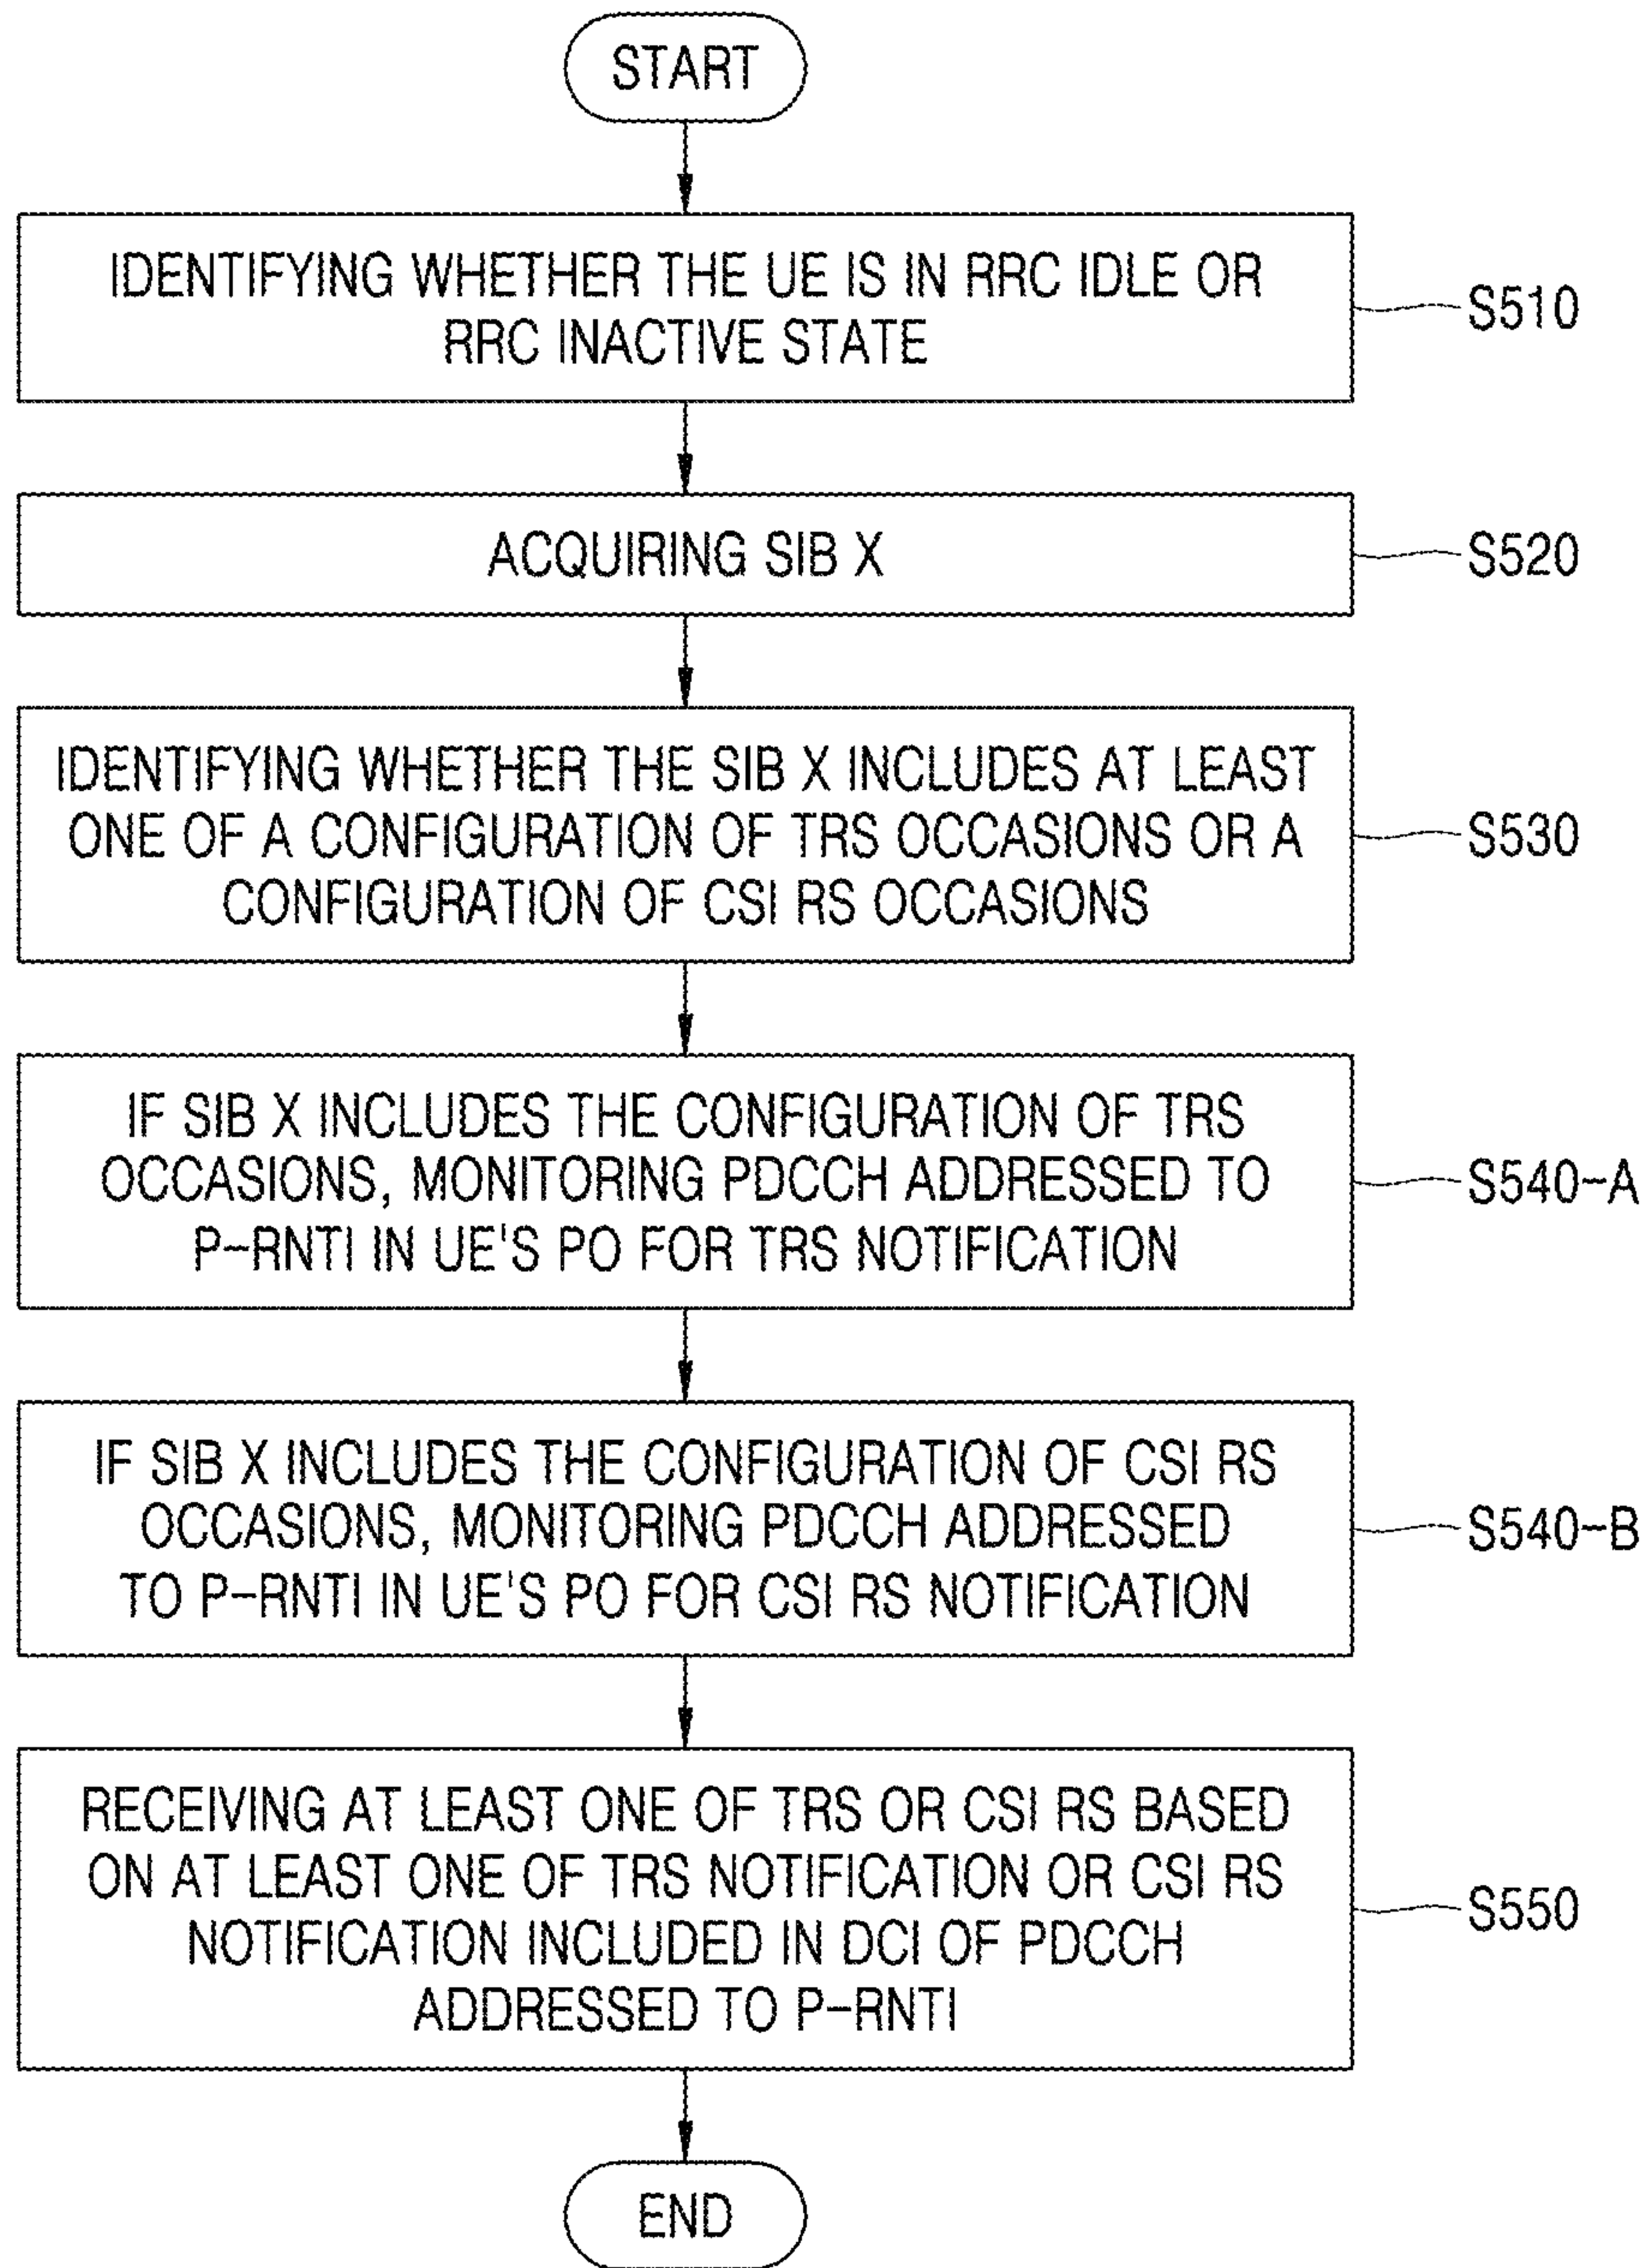 START
IDENTIFYING WHETHER THE UE IS IN RRC IDLE OR
RRC INACTIVE STATE
S510
ACQUIRING SIB X
S520
IDENTIFYING WHETHER THE SIB X INCLUDES AT LEAST
ONE OF A CONFIGURATION OF TRS OCCASIONS OR A
CONFIGURATION OF CSI RS OCCASIONS
S530
IF SIB X INCLUDES THE CONFIGURATION OF TRS
OCCASIONS, MONITORING PDCCH ADDRESSED TO
P-RNTI IN UE'S PO FOR TRS NOTIFICATION
S540-A
IF SIB X INCLUDES THE CONFIGURATION OF CSI RS
OCCASIONS, MONITORING PDCCH ADDRESSED
TO P-RNTI IN UE'S PO FOR CSI RS NOTIFICATION
S540-B
RECEIVING AT LEAST ONE OF TRS OR CSI RS BASED
ON AT LEAST ONE OF TRS NOTIFICATION OR CSI RS
NOTIFICATION INCLUDED IN DCI OF PDCCH
ADDRESSED TO P-RNTI
S550
END